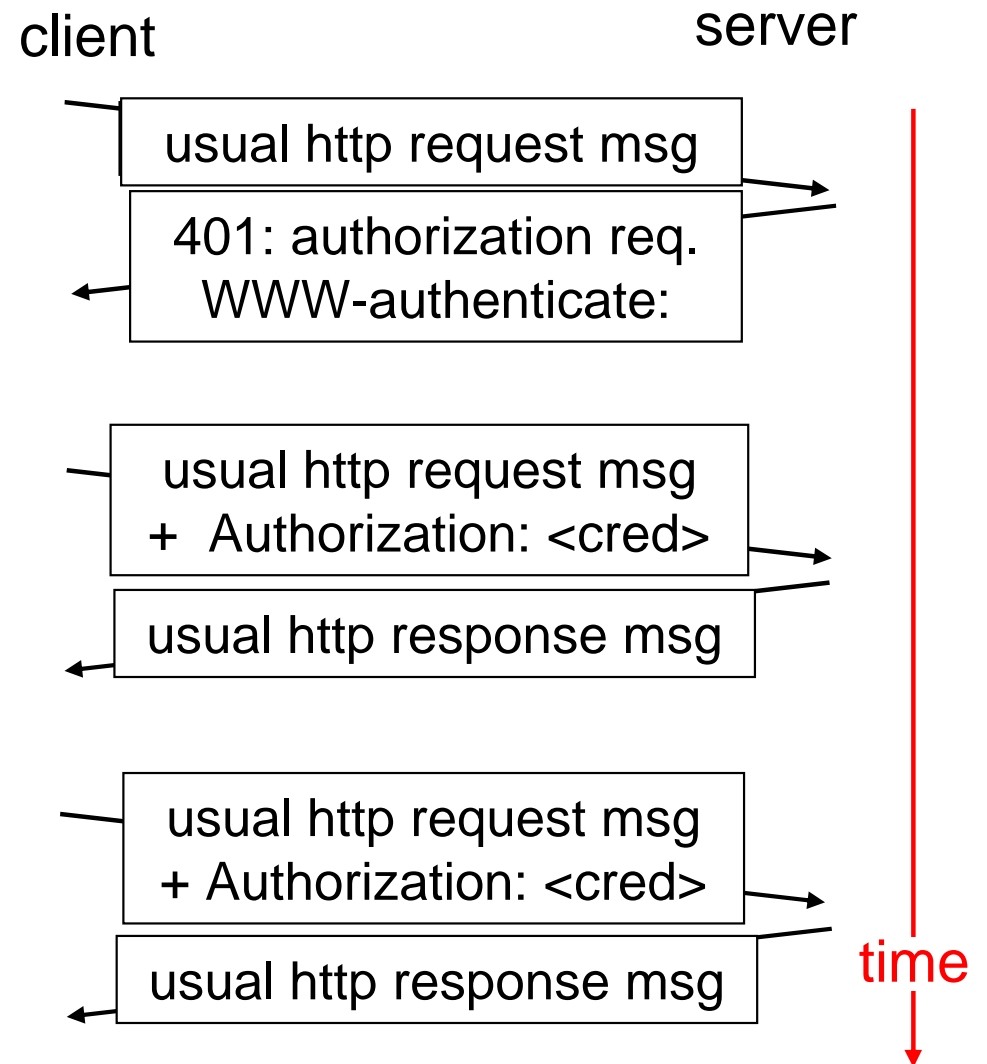 client
server
usual http request msg
401: authorization req.
WWW-authenticate:
usual http request msg
+ Authorization: <cred>
usual http response msg
usual http request msg
+ Authorization: <cred>
usual http response msg
time